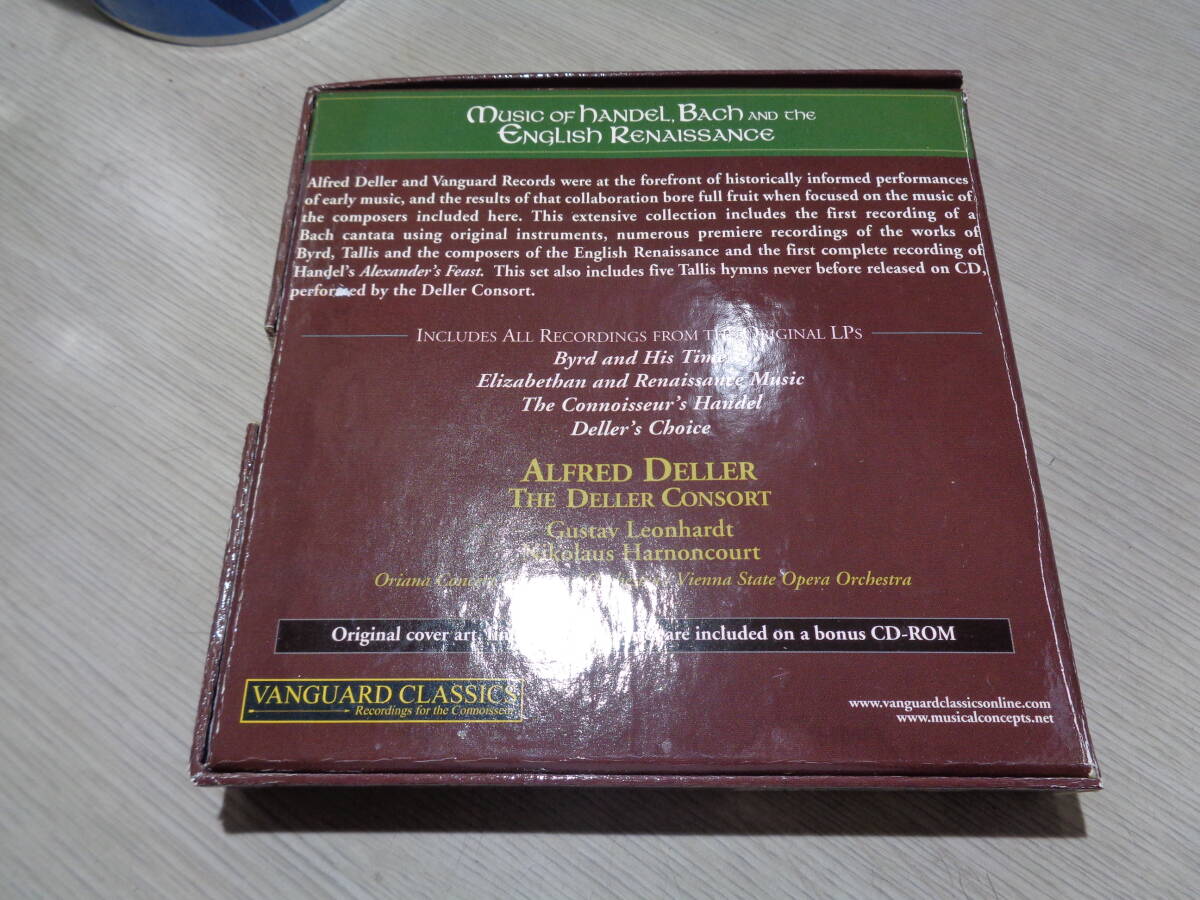 Music of Handel, Bach and the
English Renaissance
Alfred Deller and Vanguard Records were at the forefront of historically informed performances
of early music, and the results of that collaboration bore full fruit when focused on the music of
the composers included here. This extensive collection includes the first recording of a
Bach cantata using original instruments, numerous premiere recordings of the works of
Byrd, Tallis and the composers of the English Renaissance and the first complete recording of
Handel's Alexander's Feast. This set also includes five Tallis hymns never before released on CD,
performed by the Deller Consort.
Includes All Recordings from the Original LPs
Byrd and His Time
Elizabethan and Renaissance Music
The Connoisseur's Handel
Deller's Choice
Alfred Deller
The Deller Consort
Gustav Leonhardt
Nikolaus Harnoncourt
Oriana Concert Vienna State Opera Orchestra
Original cover art, are included on a bonus CD-ROM
VANGUARD CLASSICS
Recordings for the Connoisseur
www.vanguardclassicsonline.com
www.musicalconcepts.net